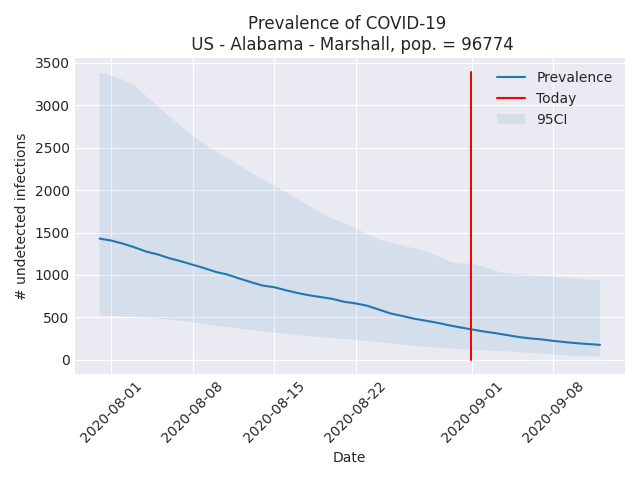 Prevalence of COVID-19
US - Alabama - Marshall, pop. = 96774
# undetected infections
3500
3000
2500
2000
1500
1000
500
0
Prevalence
Today
95CI
2020-08-01
2020-08-08
2020-08-15
2020-08-22
2020-09-01
2020-09-08
Date